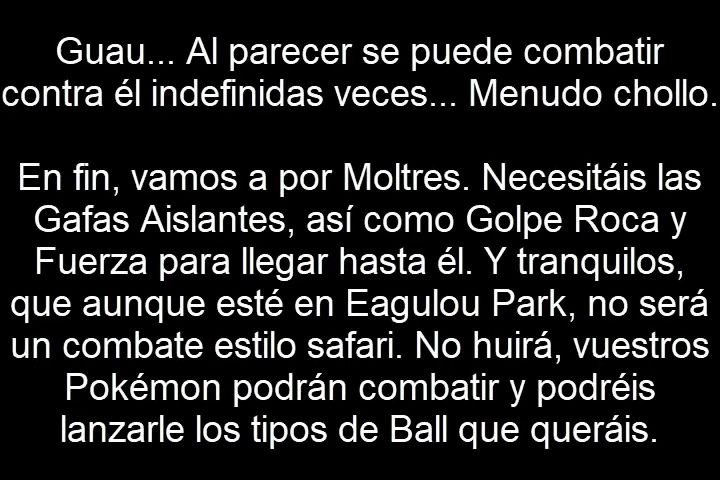 Guau... Al parecer se puede combatir
contra él indefinidas veces... Menudo chollo.
En fin, vamos a por Moltres. Necesitáis las
Gafas Aislantes, así como Golpe Roca y
Fuerza para llegar hasta él. Y tranquilos,
que aunque esté en Eagulou Park, no será
un combate estilo safari. No huirá, vuestros
Pokémon podrán combatir y podréis
lanzarle los tipos de Ball que queráis.